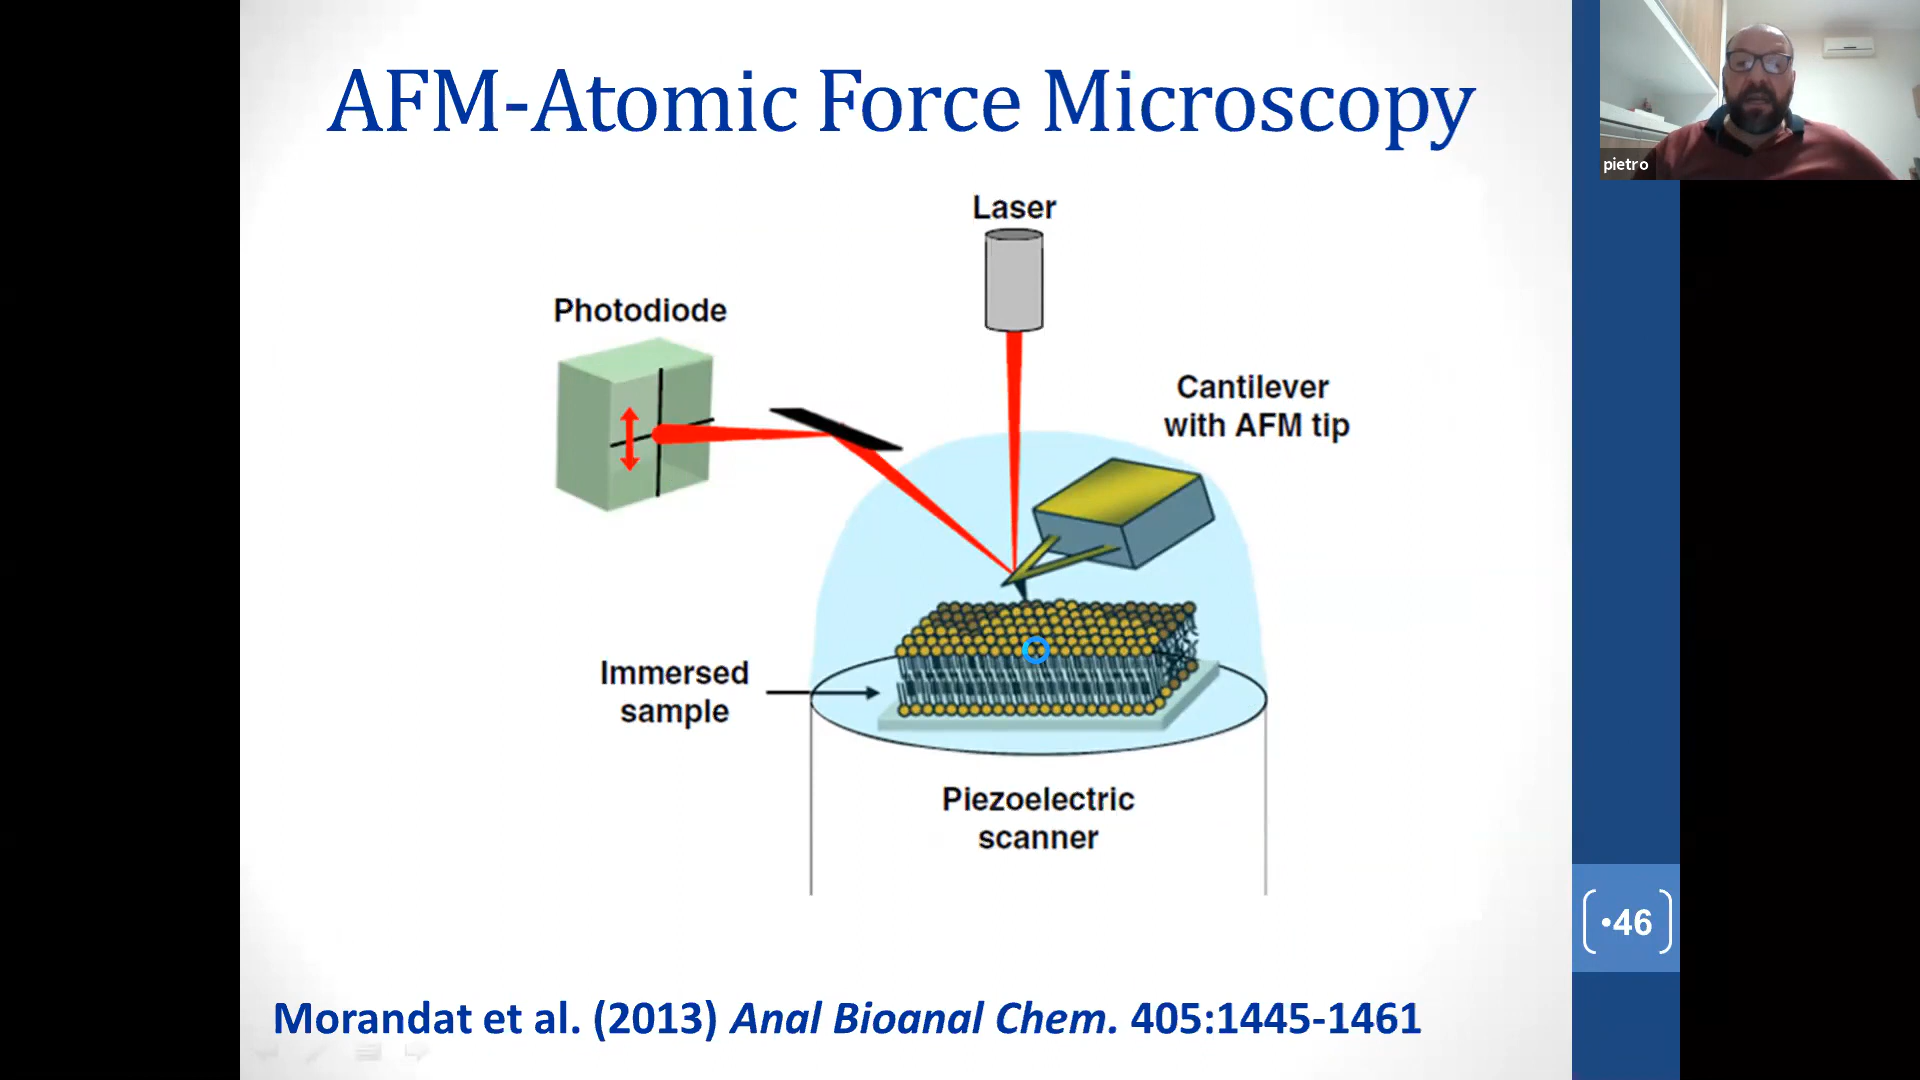 AFM-Atomic Force Microscopy
pietro
Laser
Photodiode
Cantilever
with AFM tip
Immersed
sample
Piezoelectric
scanner
•46
Morandat et al. (2013) Anal Bioanal Chem. 405:1445-1461